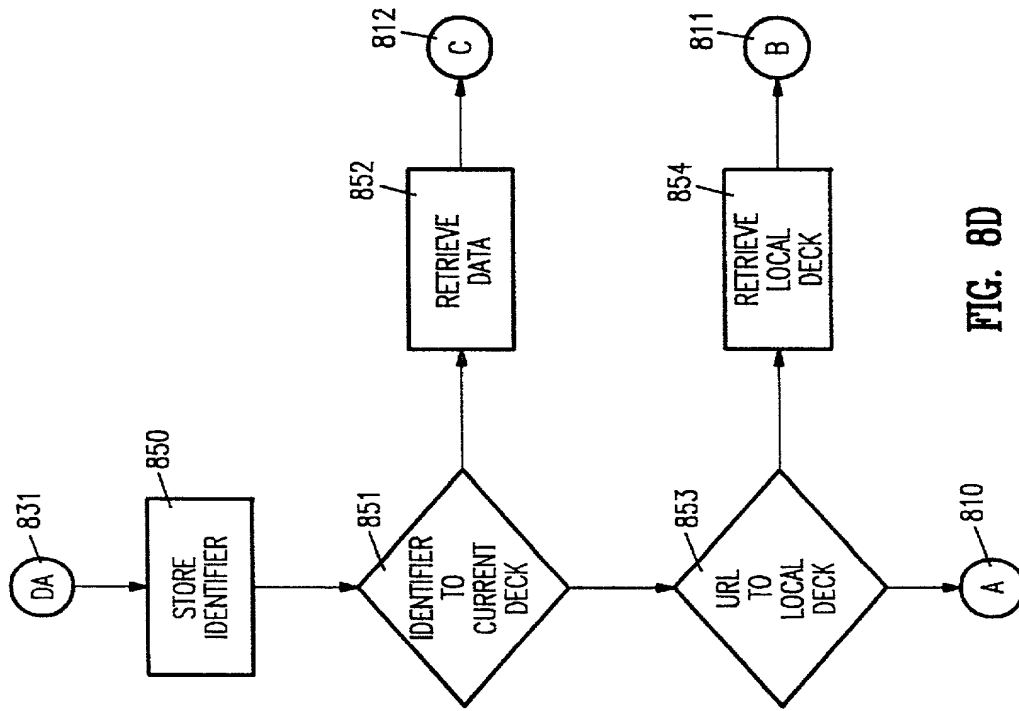 831
DA
850
STORE
IDENTIFIER
851
IDENTIFIER
TO
CURRENT
DECK
852
RETRIEVE
DATA
812
C
853
URL
TO
LOCAL
DECK
854
RETRIEVE
LOCAL
DECK
811
B
810
A
FIG. 8D